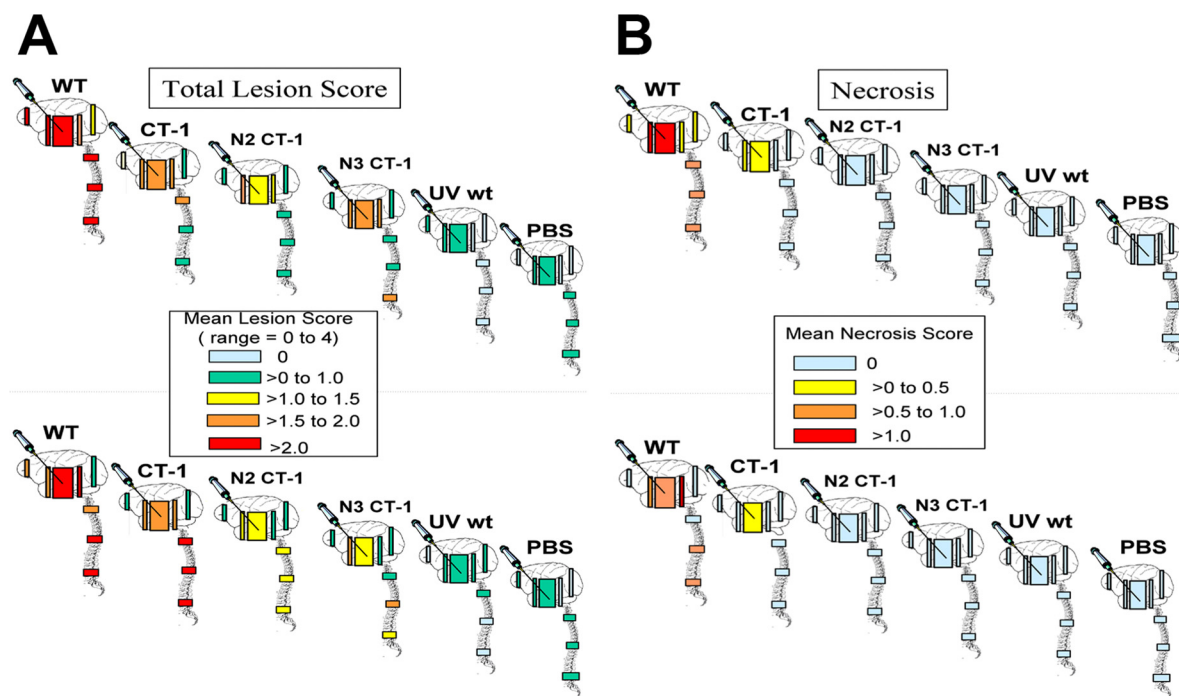 A
B
WT
Total Lesion Score
CT-1
N2 CT-1
N3 CT-1
UV wt
PBS
WT
Necrosis
CT-1
N2 CT-1
N3 CT-1
UV wt
PBS
Mean Lesion Score
( range = 0 to 4)
0
>0 to 1.0
>1.0 to 1.5
>1.5 to 2.0
>2.0
Mean Necrosis Score
0
>0 to 0.5
>0.5 to 1.0
>1.0
WT
CT-1
N2 CT-1
N3 CT-1
UV wt
PBS
WT
CT-1
N2 CT-1
N3 CT-1
UV wt
PBS